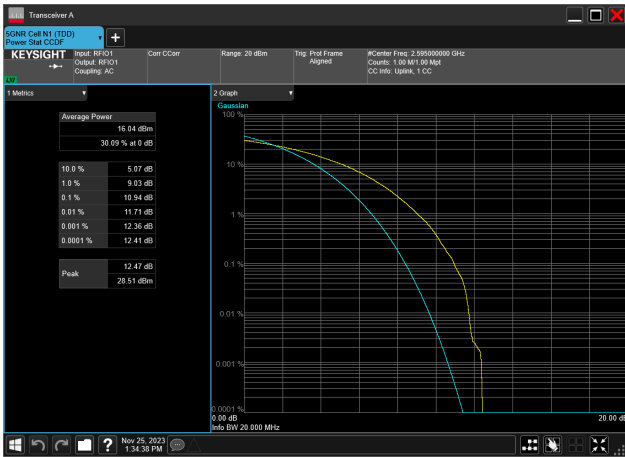 Transceiver A
5GNR Cell N1 (TDD)
Power Stat CCDF
KEYSIGHT
LXI
Input: RFIO1
Output: RFIO1
Coupling: AC
Corr CCorr
Range: 20 dBm
Trig: Prot Frame
Aligned
#Center Freq: 2.595000000 GHz
Counts: 1.00 M/1.00 Mpt
CC Info: Uplink, 1 CC
1 Metrics
Average Power
16.04 dBm
30.09 % at 0 dB
10.0 % 5.07 dB
1.0 % 9.03 dB
0.1 % 10.94 dB
0.01 % 11.71 dB
0.001 % 12.36 dB
0.0001 % 12.41 dB
Peak
12.47 dB
28.51 dBm
2 Graph
Gaussian
100 %
10 %
1 %
0.1 %
0.01 %
0.001 %
0.0001 %
0.00 dB
20.00 dB
Info BW 20.000 MHz
Nov 25, 2023
1:34:38 PM